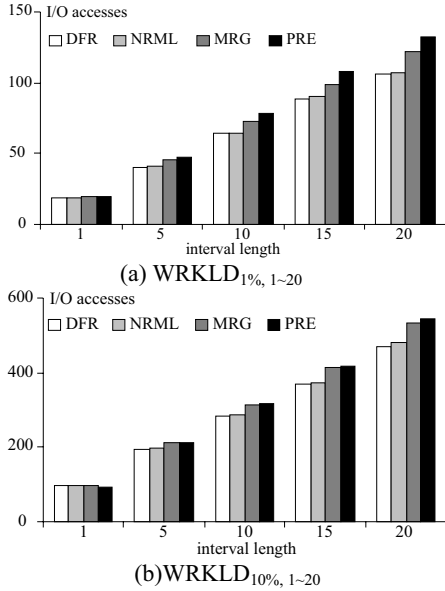 I/O accesses
150
DFR NRML MRG PRE
100
50
0
1 5 10 15 20
interval length
(a) WRKLD1%, 1~20
600
I/O accesses
DFR NRML MRG PRE
400
200
0
1 5 10 15 20
interval length
(b)WRKLD10%, 1~20